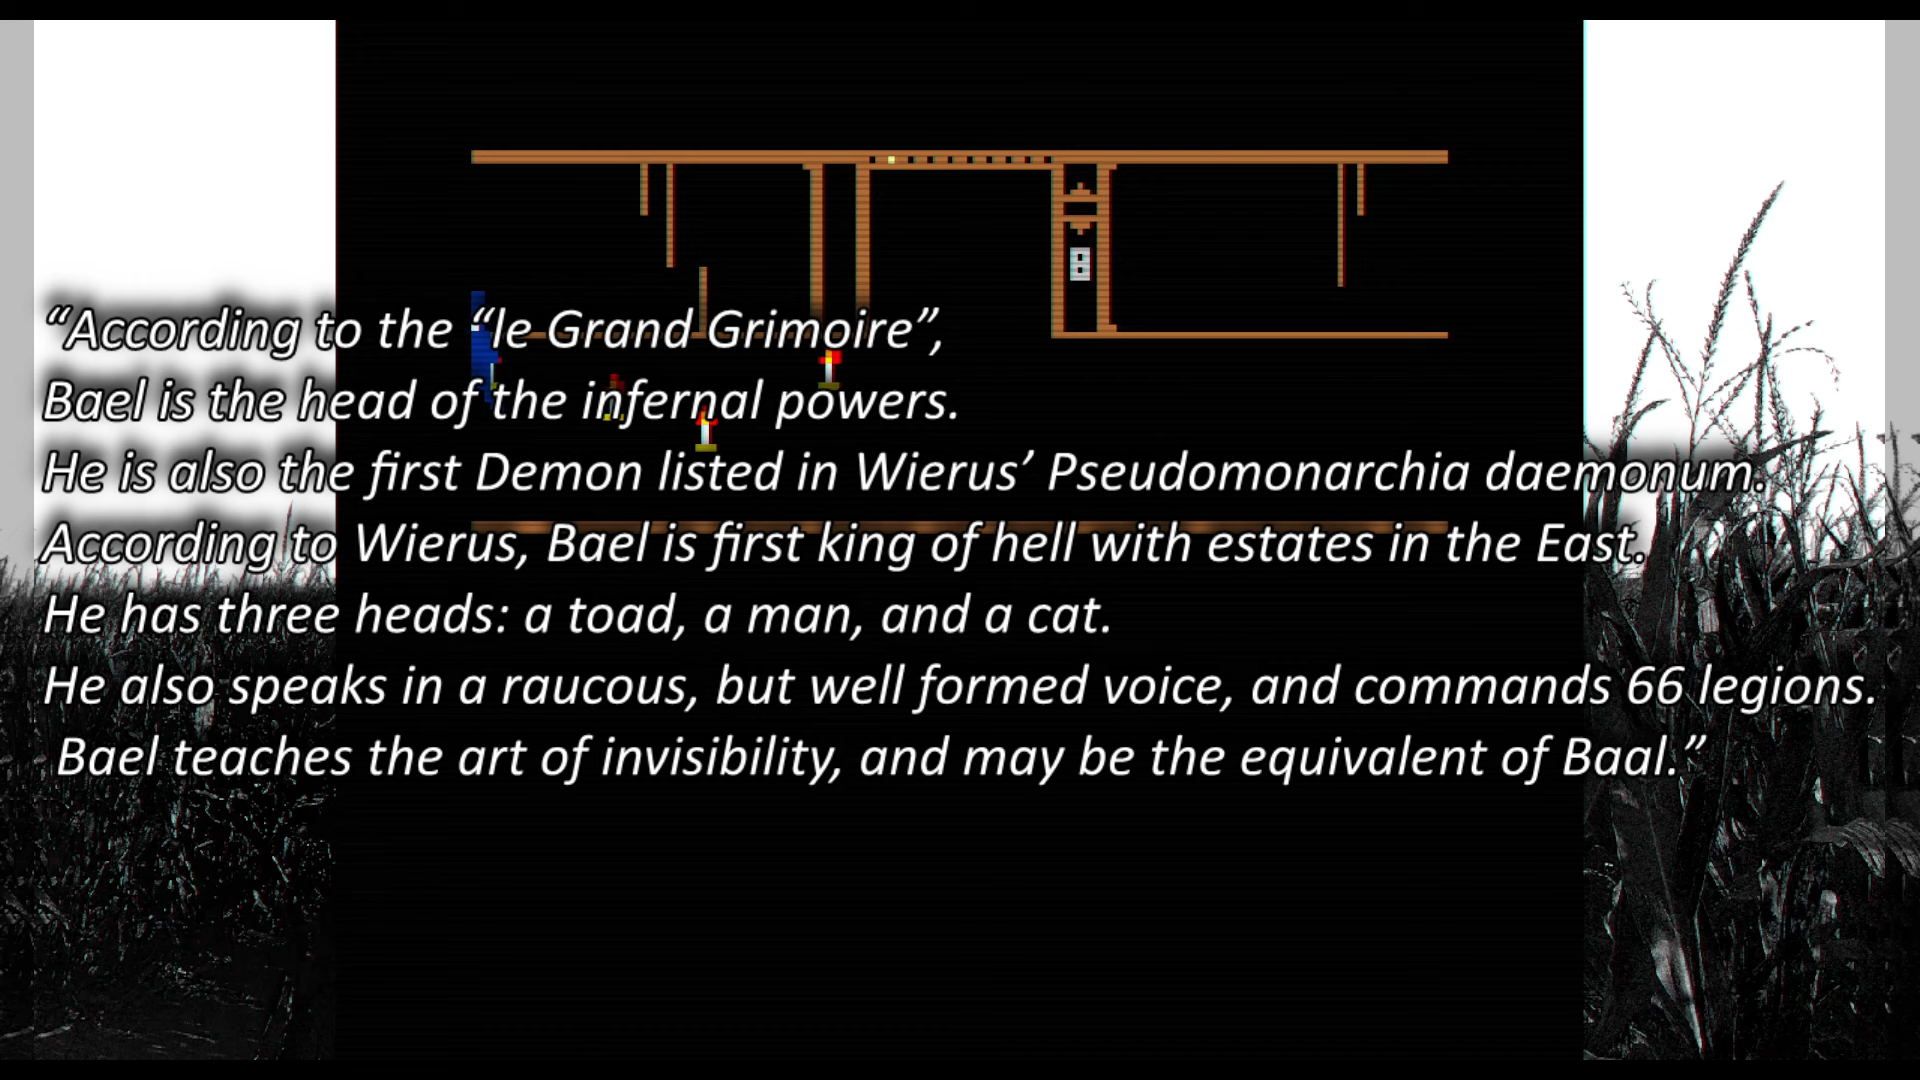 “According to the “le Grand Grimoire”,
Bael is the head of the infernal powers.
He is also the first Demon listed in Wierus’ Pseudomonarchia daemonum.
According to Wierus, Bael is first king of hell with estates in the East.
He has three heads: a toad, a man, and a cat.
He also speaks in a raucous, but well formed voice, and commands 66 legions.
Bael teaches the art of invisibility, and may be the equivalent of Baal.”